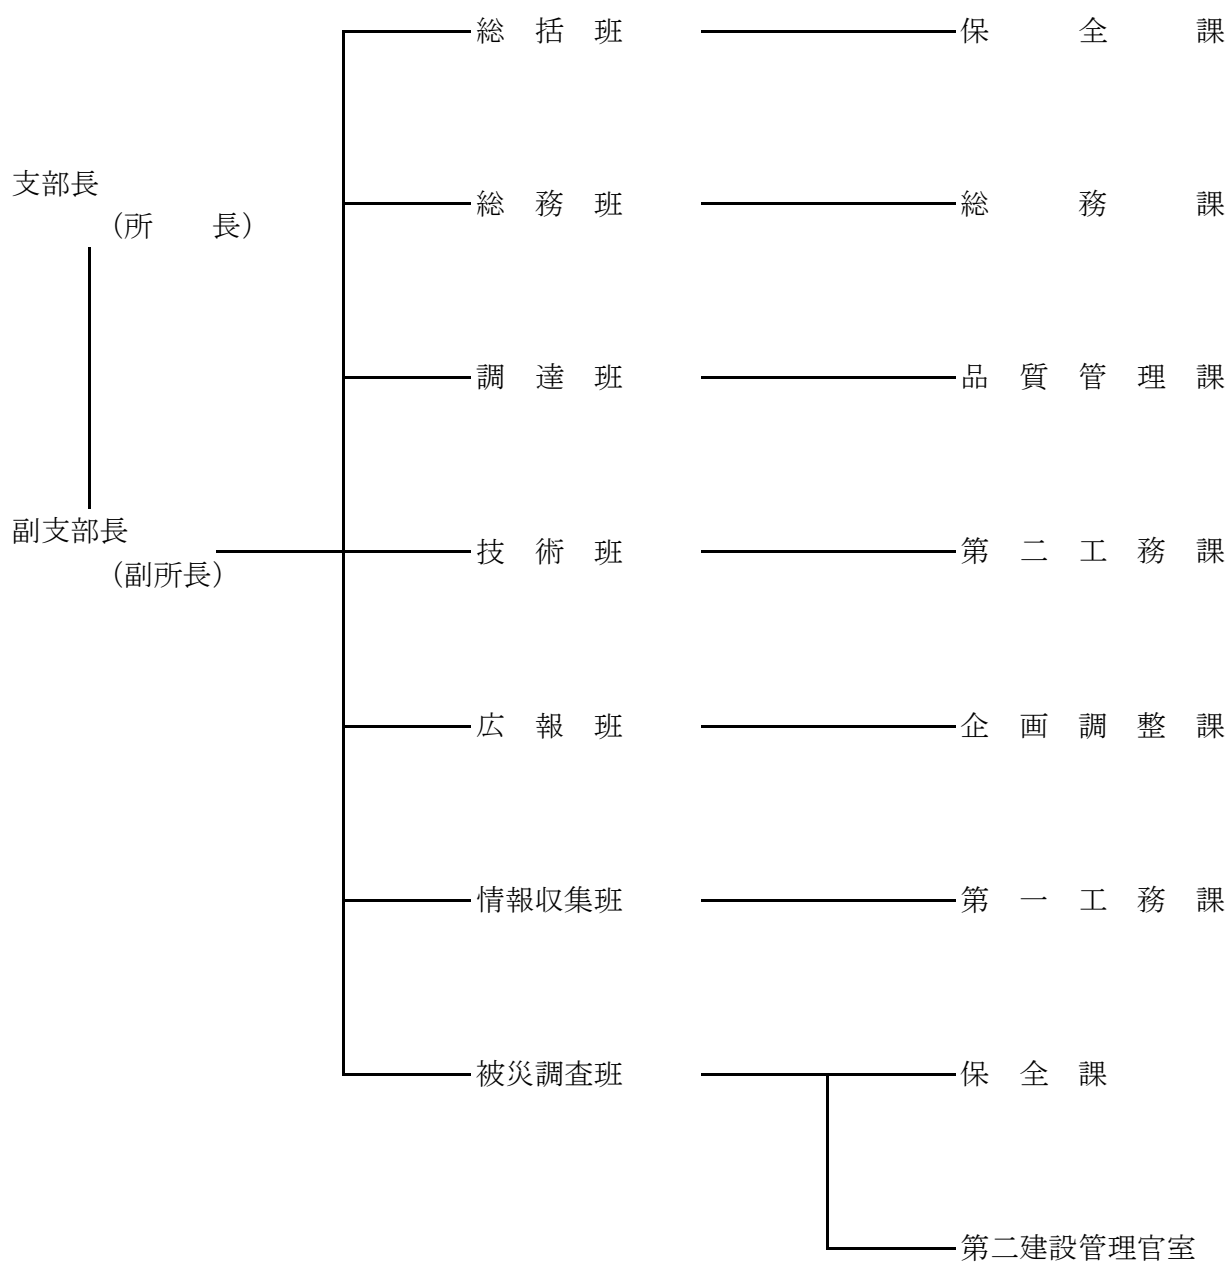 総括班 保全課
支部長
（所　長）
総務班 総務課
調達班 品質管理課
副支部長
（副所長）
技術班 第二工務課
広報班 企画調整課
情報収集班 第一工務課
被災調査班 保全課
第二建設管理官室